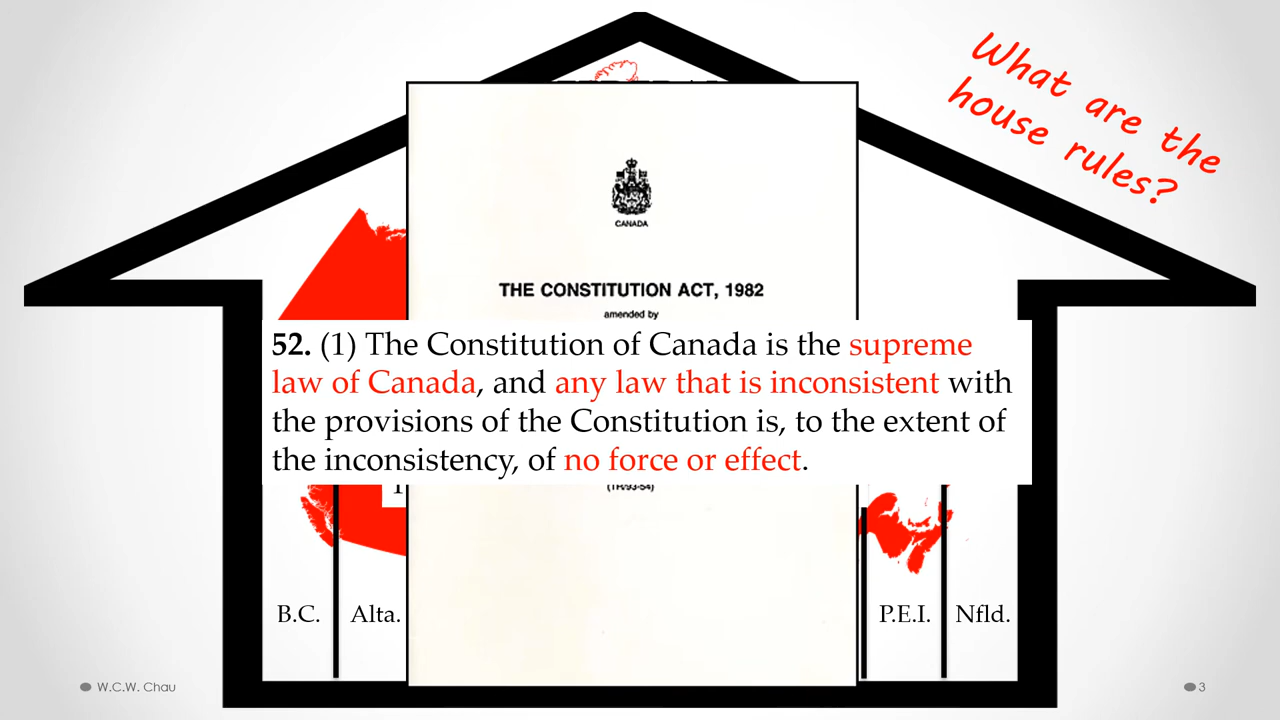 What are the
house rules?
CANADA
THE CONSTITUTION ACT, 1982
amended by
52. (1) The Constitution of Canada is the supreme
law of Canada, and any law that is inconsistent with
the provisions of the Constitution is, to the extent of
the inconsistency, of no force or effect.
B.C.
Alta.
P.E.I.
Nfld.
W.C.W. Chau
3